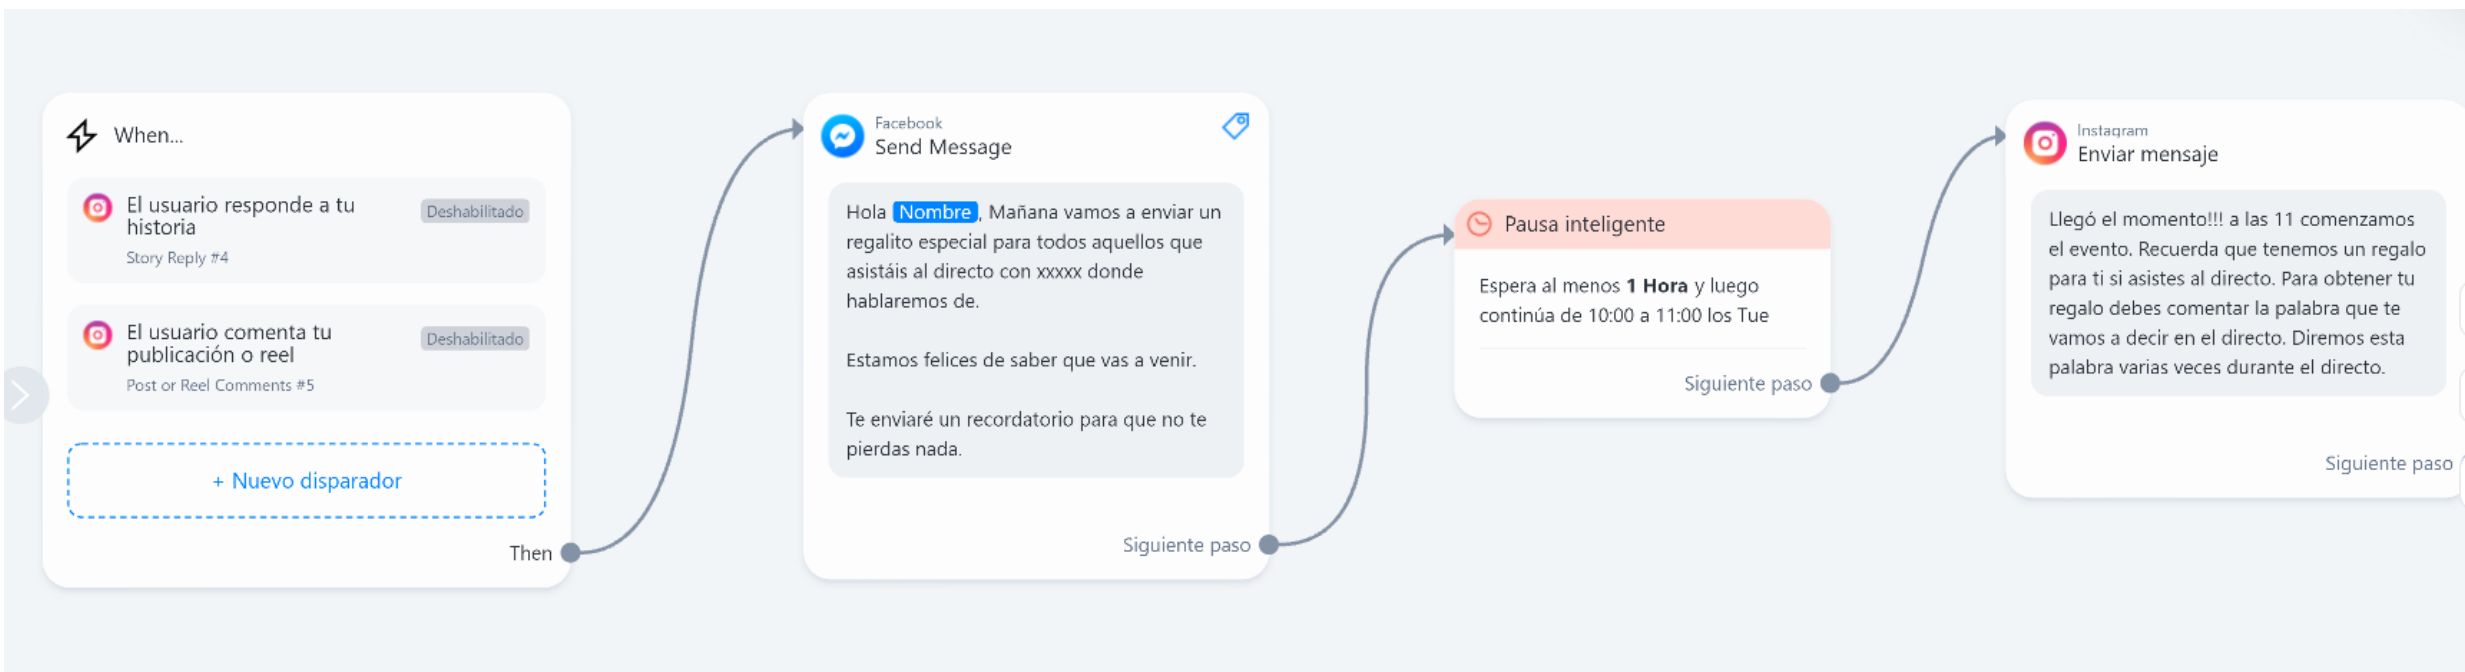 When...
El usuario responde a tu
historia
Deshabilitado
Story Reply #4
El usuario comenta tu
publicación o reel
Deshabilitado
Post or Reel Comments #5
+ Nuevo disparador
Then
Facebook
Send Message
Hola Nombre, Mañana vamos a enviar un
regalito especial para todos aquellos que
asistáis al directo con xxxxx donde
hablaremos de.
Estamos felices de saber que vas a venir.
Te enviaré un recordatorio para que no te
pierdas nada.
Siguiente paso
Pausa inteligente
Espera al menos 1 Hora y luego
continúa de 10:00 a 11:00 los Tue
Siguiente paso
Instagram
Enviar mensaje
Llegó el momento!!! a las 11 comenzamos
el evento. Recuerda que tenemos un regalo
para ti si asistes al directo. Para obtener tu
regalo debes comentar la palabra que te
vamos a decir en el directo. Diremos esta
palabra varias veces durante el directo.
Siguiente paso